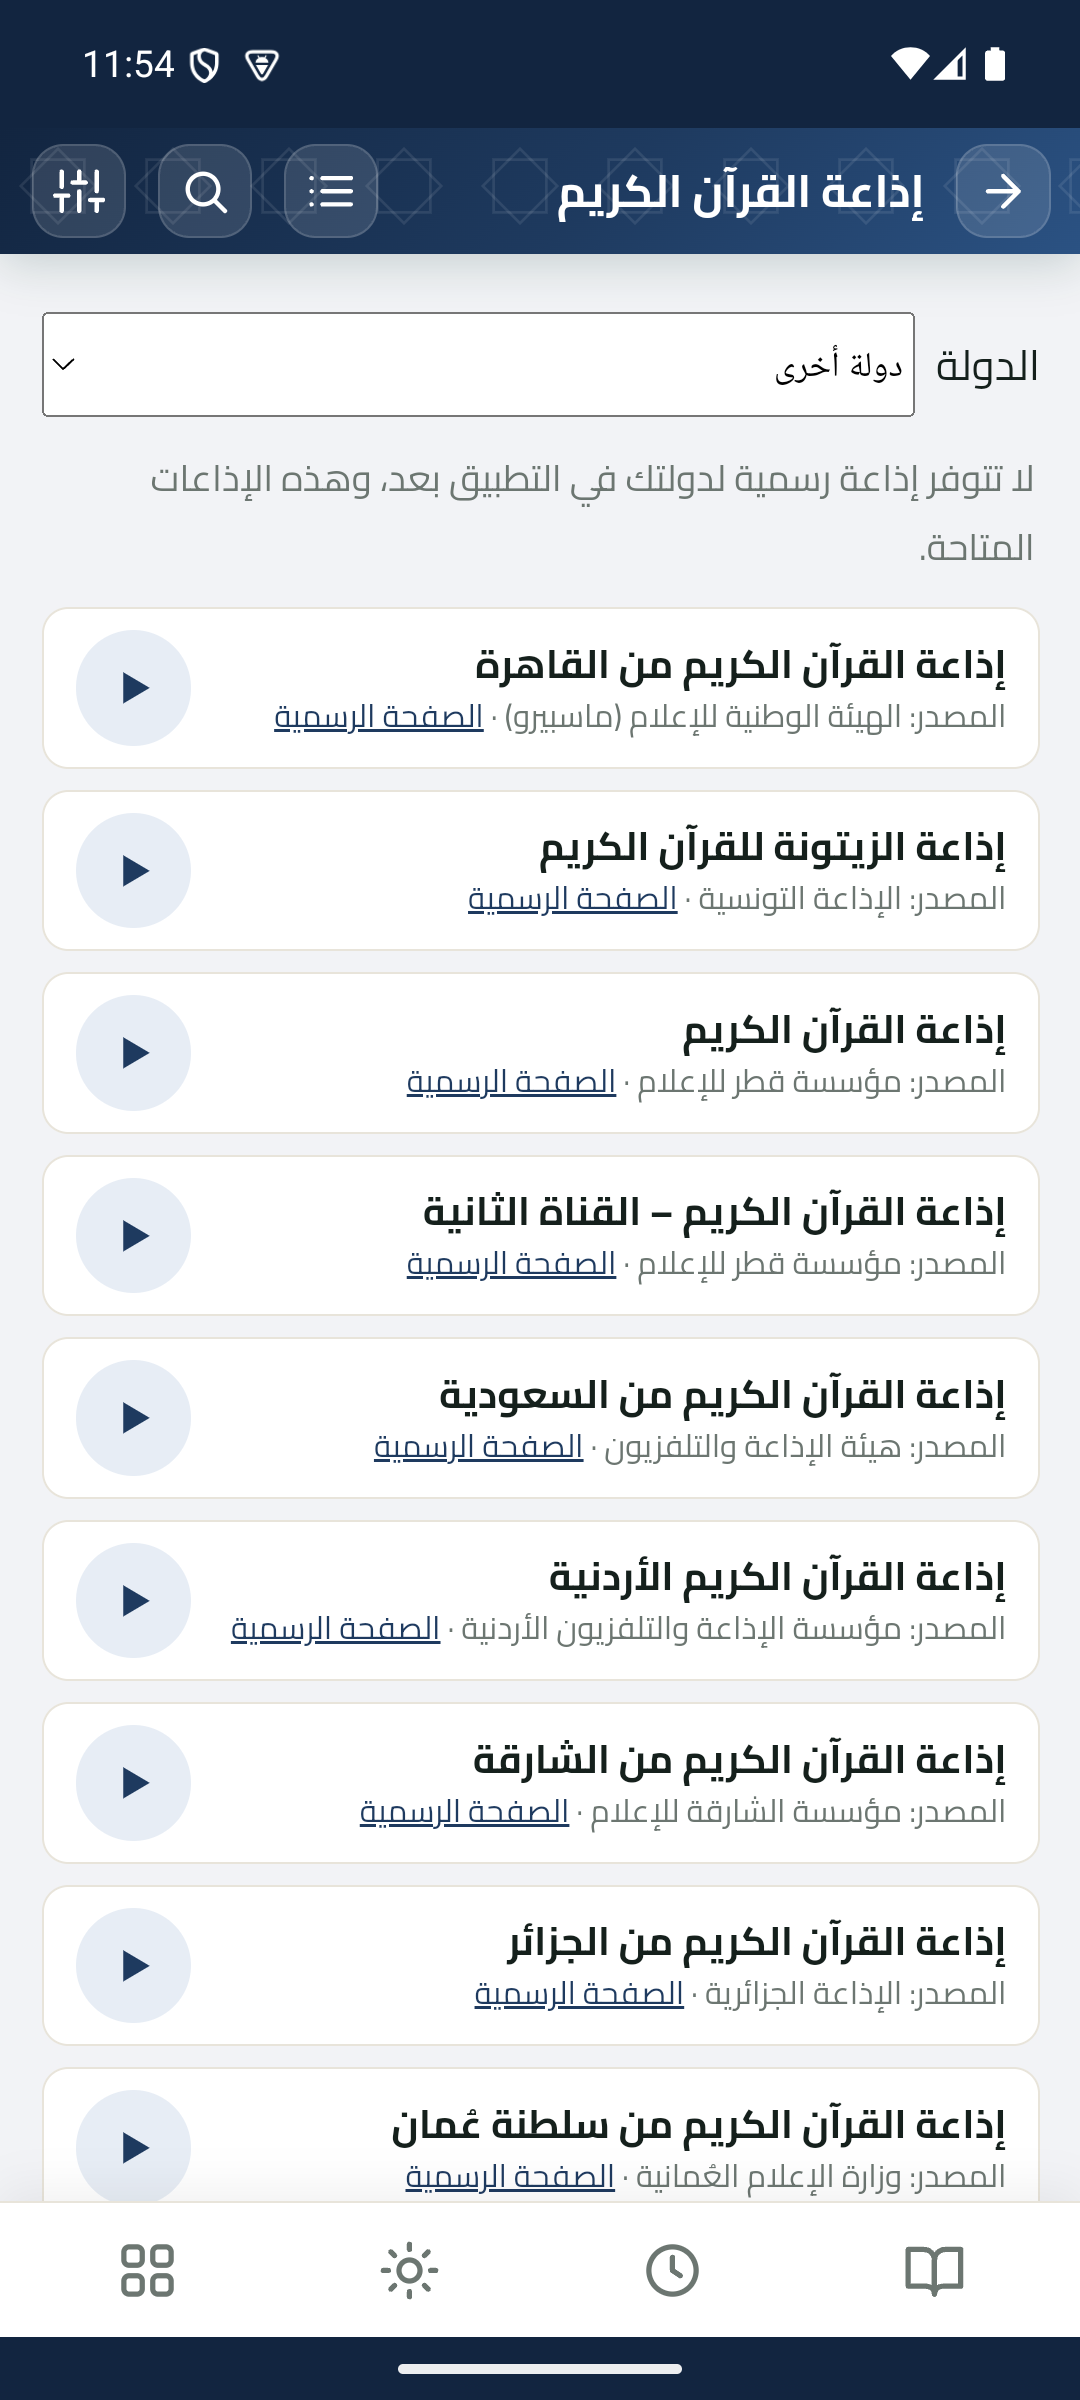 11:54
إذاعة القرآن الكريم
الدولة
دولة أخرى
لا تتوفر إذاعة رسمية لدولتك في التطبيق بعد، وهذه الإذاعات
المتاحة.
إذاعة القرآن الكريم من القاهرة
المصدر: الهيئة الوطنية للإعلام (ماسبيرو) · الصفحة الرسمية
إذاعة الزيتونة للقرآن الكريم
المصدر: الإذاعة التونسية · الصفحة الرسمية
إذاعة القرآن الكريم
المصدر: مؤسسة قطر للإعلام · الصفحة الرسمية
إذاعة القرآن الكريم – القناة الثانية
المصدر: مؤسسة قطر للإعلام · الصفحة الرسمية
إذاعة القرآن الكريم من السعودية
المصدر: هيئة الإذاعة والتلفزيون · الصفحة الرسمية
إذاعة القرآن الكريم الأردنية
المصدر: مؤسسة الإذاعة والتلفزيون الأردنية · الصفحة الرسمية
إذاعة القرآن الكريم من الشارقة
المصدر: مؤسسة الشارقة للإعلام · الصفحة الرسمية
إذاعة القرآن الكريم من الجزائر
المصدر: الإذاعة الجزائرية · الصفحة الرسمية
إذاعة القرآن الكريم من سلطنة عُمان
المصدر: وزارة الإعلام العُمانية · الصفحة الرسمية